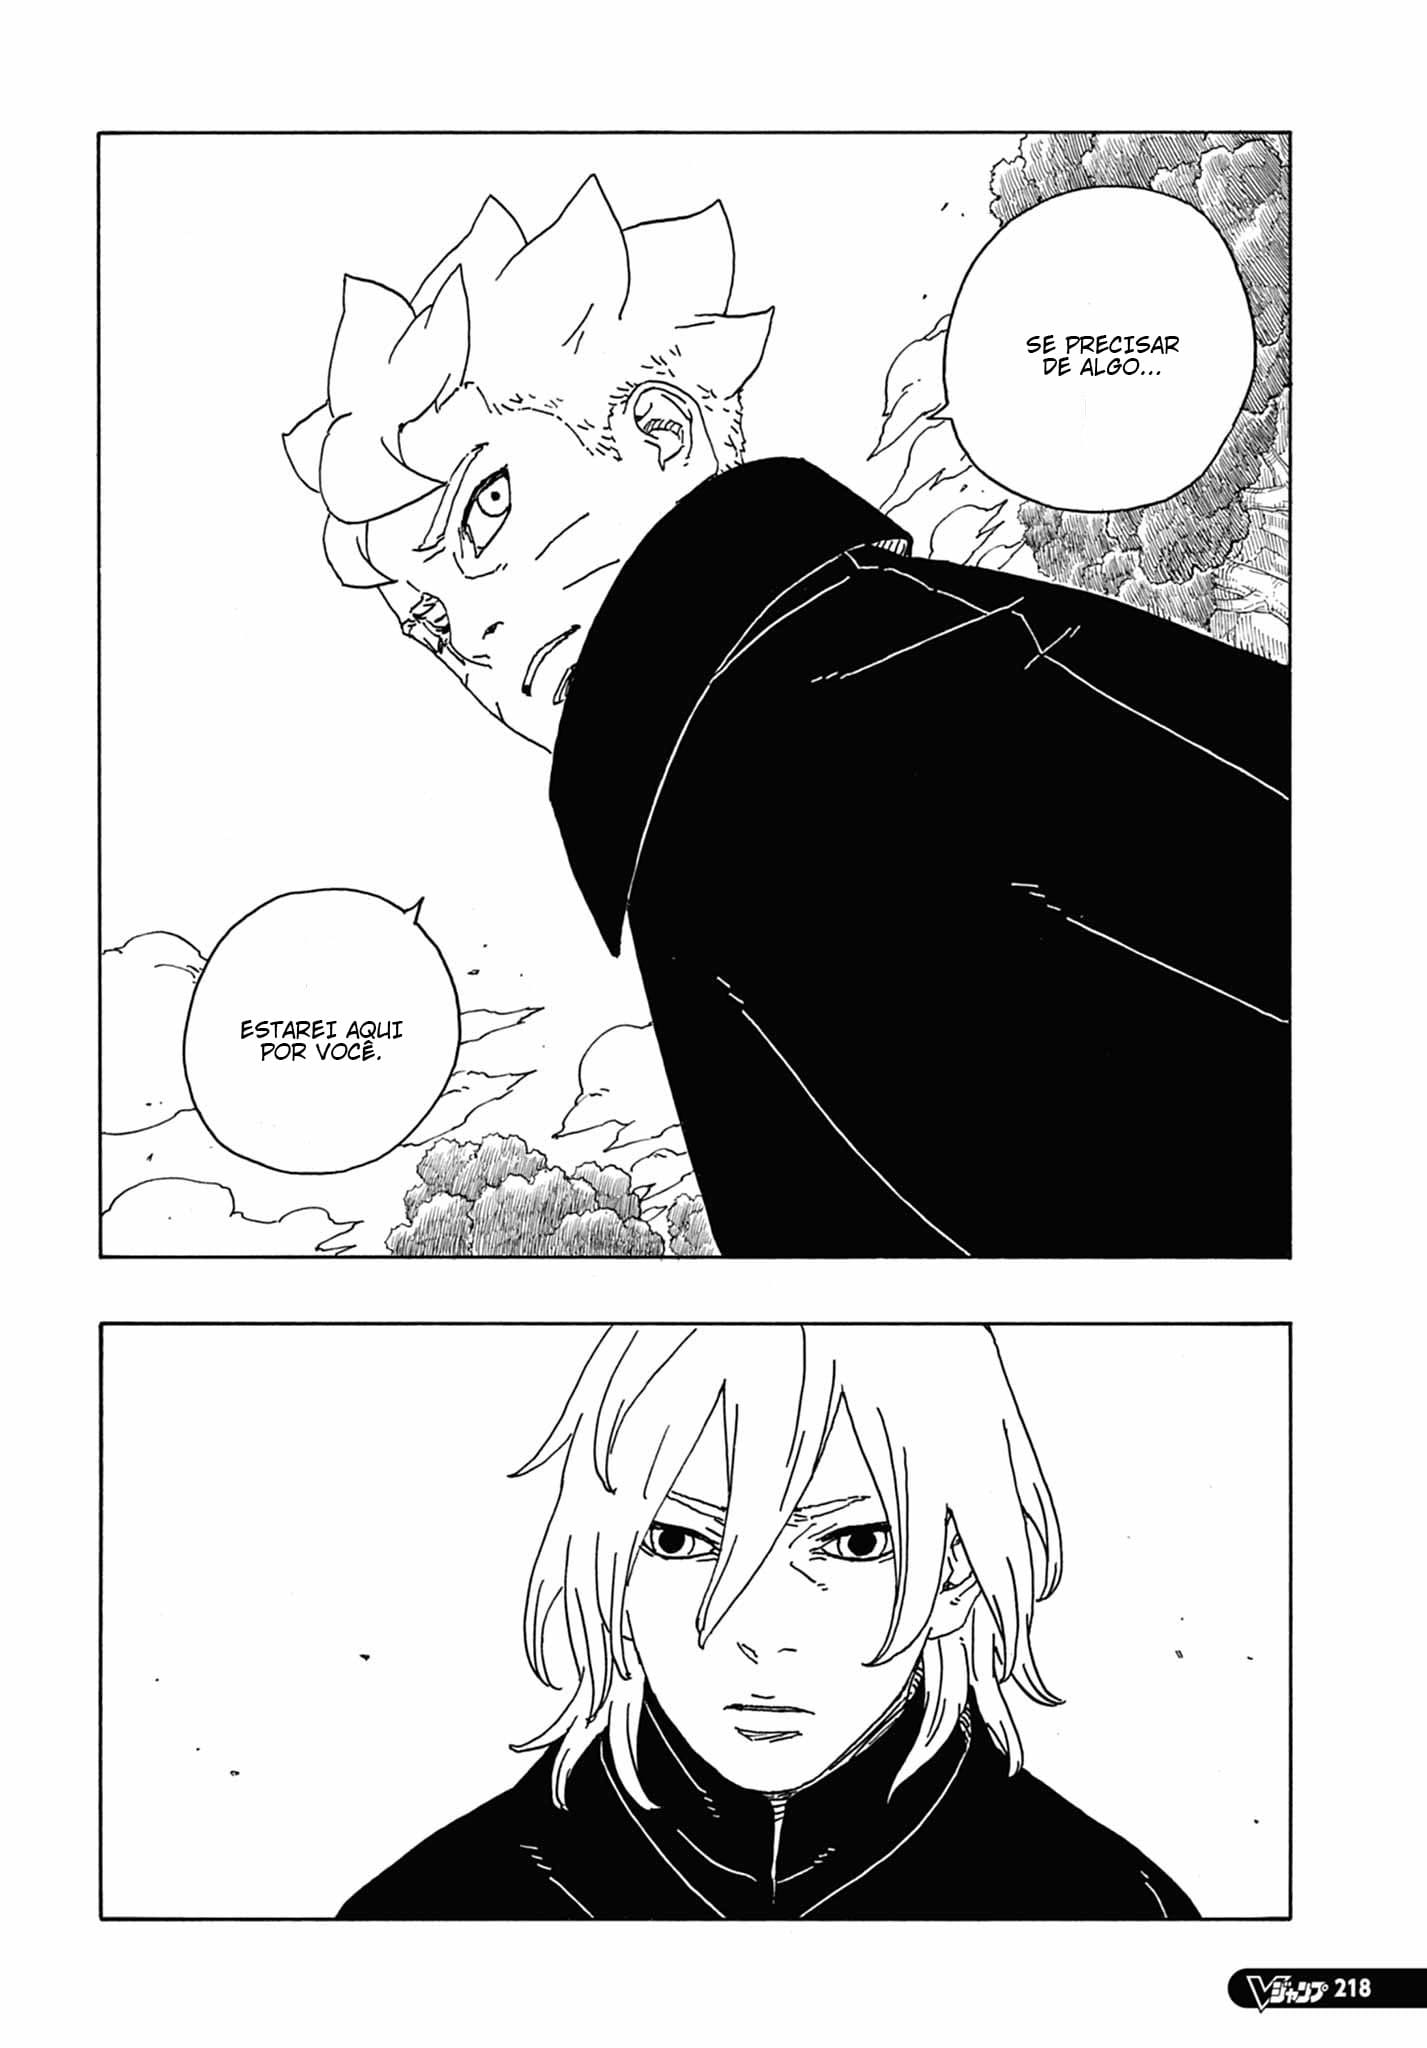 SE PRECISAR
DE ALGO...
ESTAREI AQUI
POR VOCÊ.
Vジャンプ 218